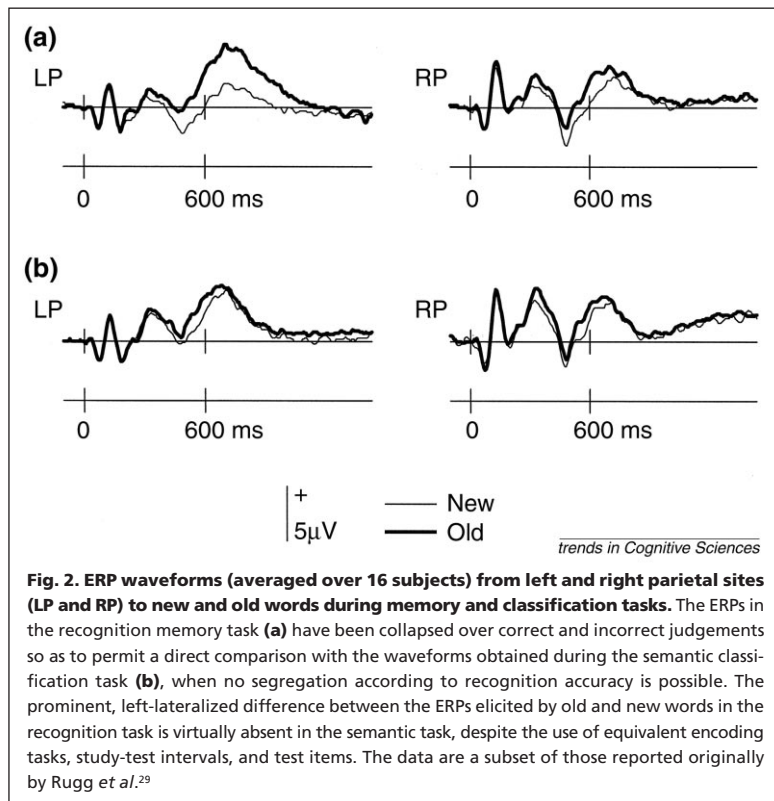 (a)
LP
RP
0
600 ms
0
600 ms
(b)
LP
RP
0
600 ms
0
600 ms
+
5μV
New
Old
trends in Cognitive Sciences
Fig. 2. ERP waveforms (averaged over 16 subjects) from left and right parietal sites
(LP and RP) to new and old words during memory and classification tasks. The ERPs in
the recognition memory task (a) have been collapsed over correct and incorrect judgements
so as to permit a direct comparison with the waveforms obtained during the semantic classi-
fication task (b), when no segregation according to recognition accuracy is possible. The
prominent, left-lateralized difference between the ERPs elicited by old and new words in the
recognition task is virtually absent in the semantic task, despite the use of equivalent encoding
tasks, study-test intervals, and test items. The data are a subset of those reported originally
by Rugg et al.²⁹